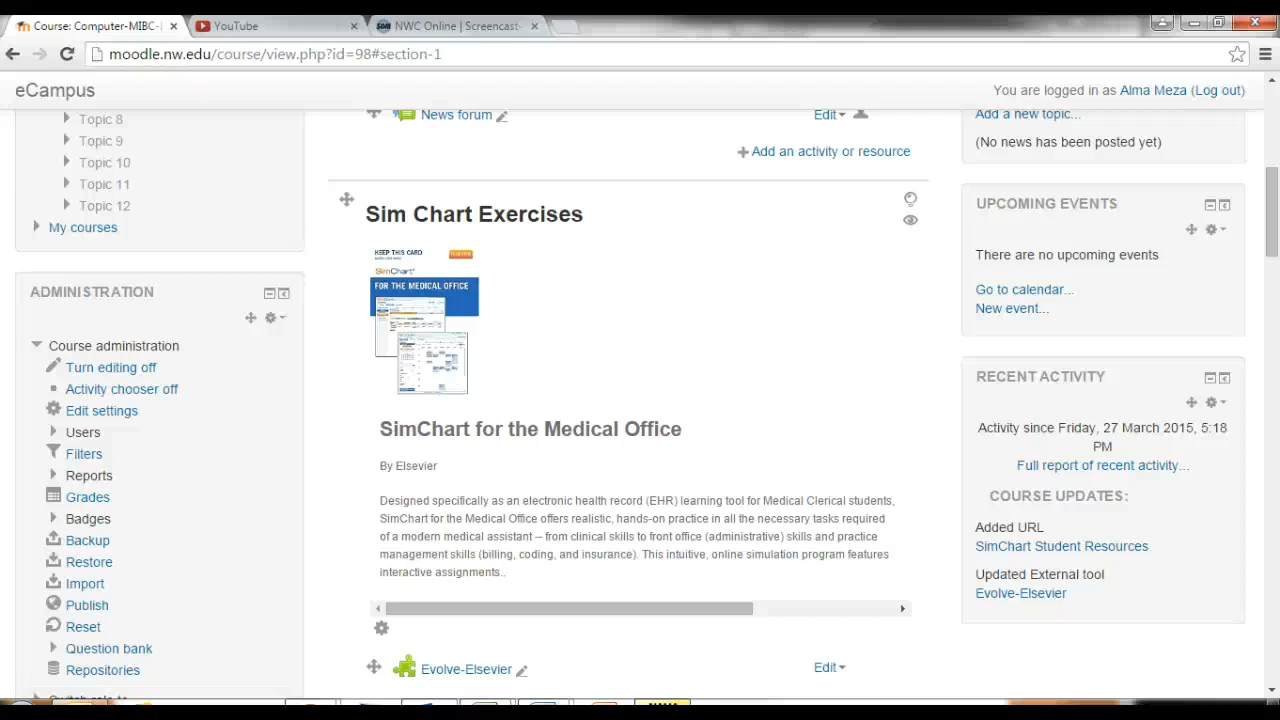 Course: Computer-MIBC-
YouTube
NWC Online | Screencast-
moodle.nw.edu/course/view.php?id=98#section-1
eCampus
You are logged in as Alma Meza (Log out)
Topic 8
Topic 9
Topic 10
Topic 11
Topic 12
My courses
ADMINISTRATION
Course administration
Turn editing off
Activity chooser off
Edit settings
Users
Filters
Reports
Grades
Badges
Backup
Restore
Import
Publish
Reset
Question bank
Repositories
News forum
Edit
Add an activity or resource
Sim Chart Exercises
KEEP THIS CARD
SimChart
FOR THE MEDICAL OFFICE
SimChart for the Medical Office
By Elsevier
Designed specifically as an electronic health record (EHR) learning tool for Medical Clerical students,
SimChart for the Medical Office offers realistic, hands-on practice in all the necessary tasks required
of a modern medical assistant -- from clinical skills to front office (administrative) skills and practice
management skills (billing, coding, and insurance). This intuitive, online simulation program features
interactive assignments..
Evolve-Elsevier
Edit
Add a new topic...
(No news has been posted yet)
UPCOMING EVENTS
There are no upcoming events
Go to calendar...
New event...
RECENT ACTIVITY
Activity since Friday, 27 March 2015, 5:18
PM
Full report of recent activity...
COURSE UPDATES:
Added URL
SimChart Student Resources
Updated External tool
Evolve-Elsevier